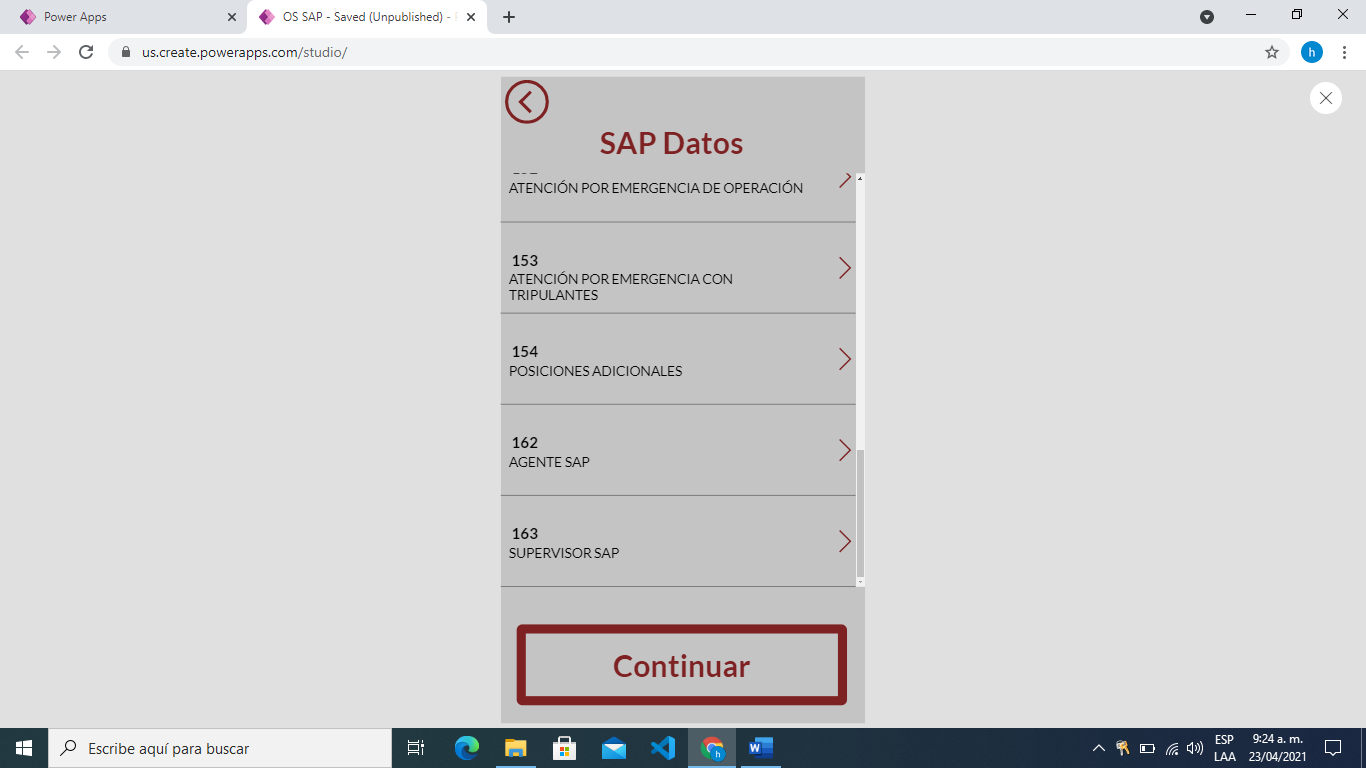 Power Apps
OS SAP - Saved (Unpublished) -
us.create.powerapps.com/studio/
h
SAP Datos
ATENCIÓN POR EMERGENCIA DE OPERACIÓN
153
ATENCIÓN POR EMERGENCIA CON
TRIPULANTES
154
POSICIONES ADICIONALES
162
AGENTE SAP
163
SUPERVISOR SAP
Continuar
Escribe aquí para buscar
h
ESP
LAA
9:24 a. m.
23/04/2021